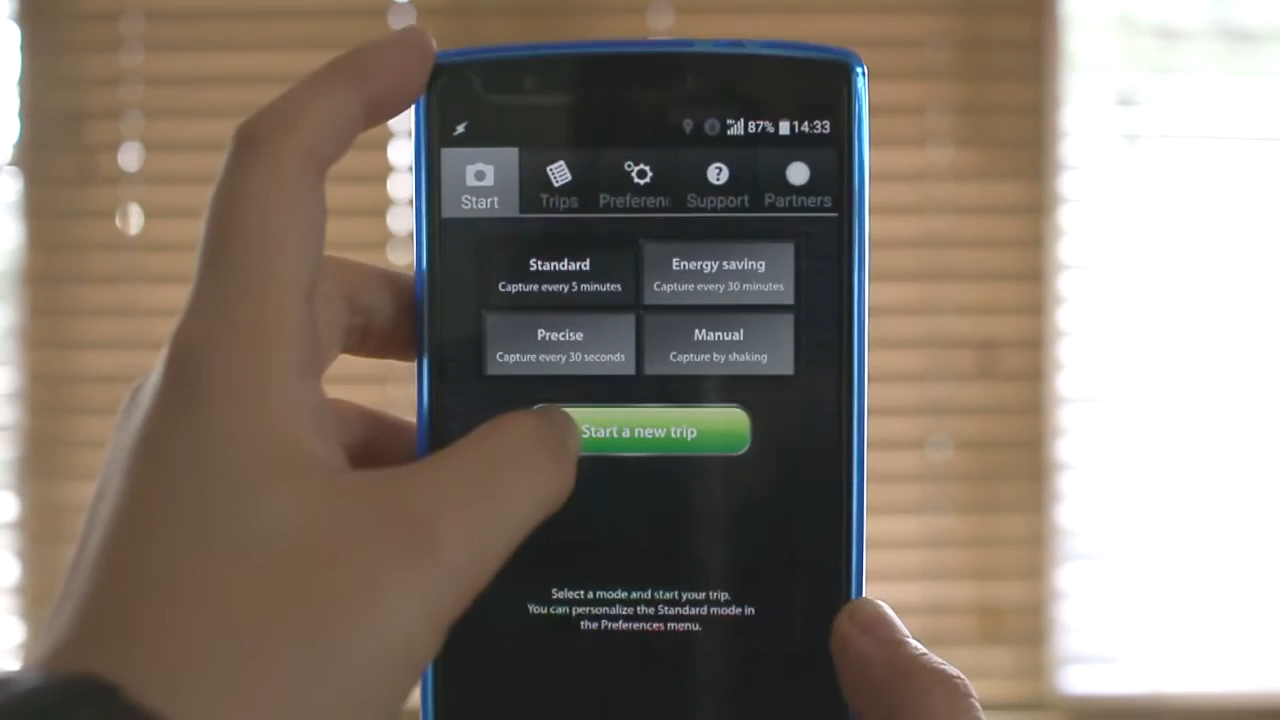 87% 14:33
Start Trips Preferenc Support Partners
Standard
Capture every 5 minutes
Energy saving
Capture every 30 minutes
Precise
Capture every 30 seconds
Manual
Capture by shaking
Start a new trip
Select a mode and start your trip.
You can personalize the Standard mode in
the Preferences menu.